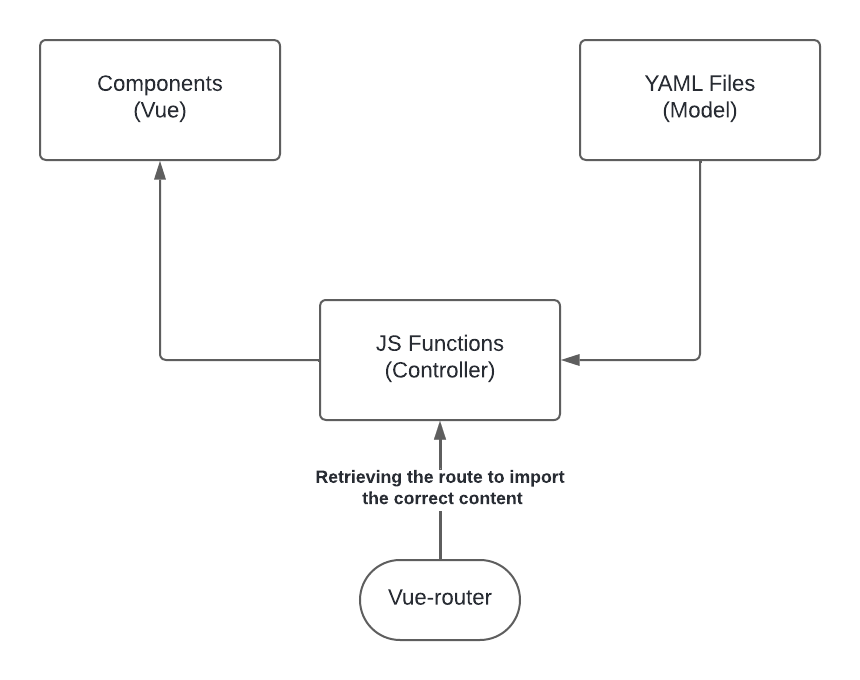 Components
(Vue)
YAML Files
(Model)
JS Functions
(Controller)
Retrieving the route to import
the correct content
Vue-router